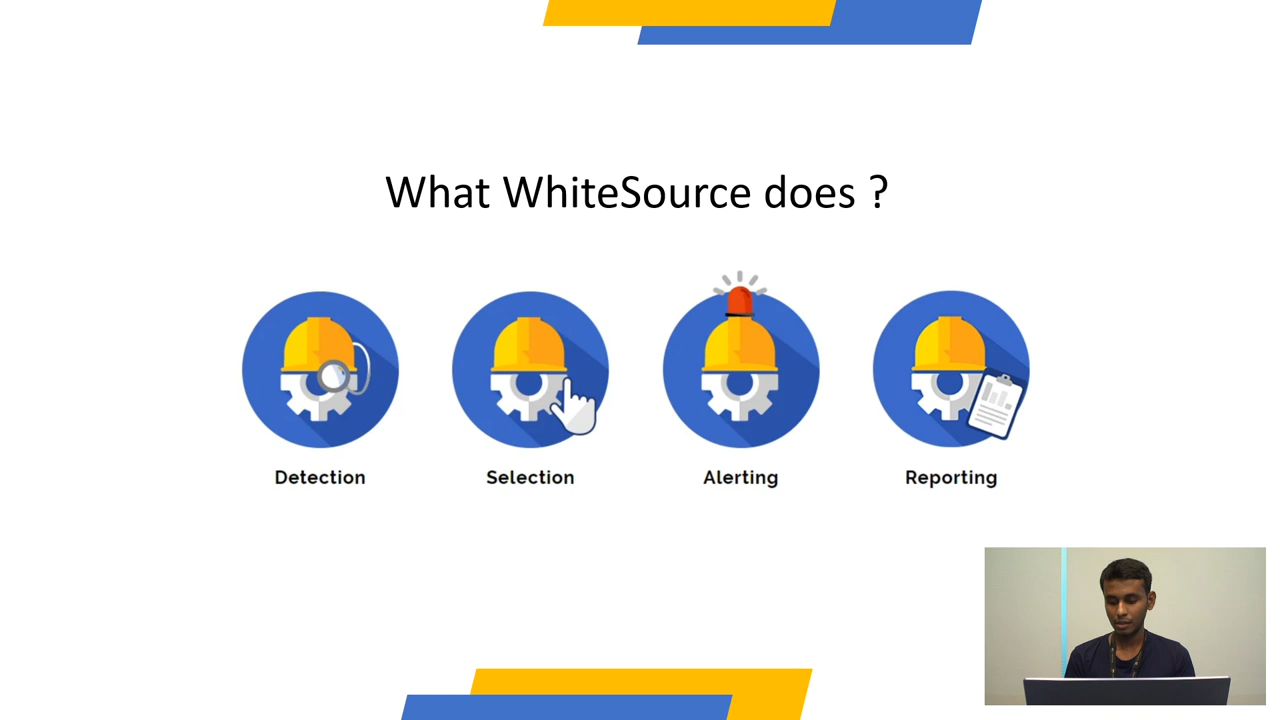 What WhiteSource does ?
Detection
Selection
Alerting
Reporting